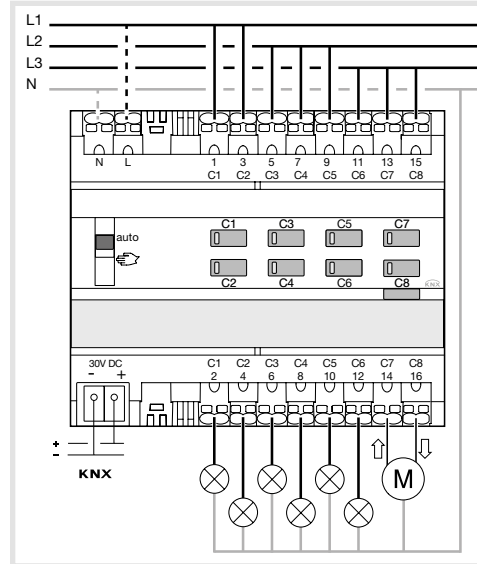 L1
L2
L3
N
N L 1 3 5 7 9 11 13 15
C1 C2 C3 C4 C5 C6 C7 C8
auto
C1 C3 C5 C7
C2 C4 C6 C8
KNX
30V DC C1 C2 C3 C4 C5 C6 C7 C8
- + 2 4 6 8 10 12 14 16
+
-
KNX
M